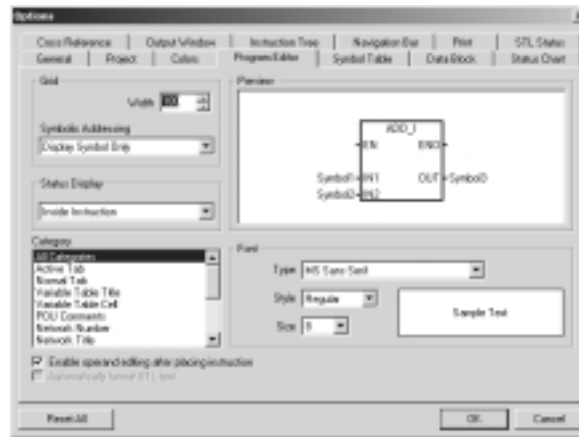 Options
Cross Reference Output Window Instruction Tree Navigation Bar Print STL Status
General Project Colors Program Editor Symbol Table Data Block Status Chart
Grid
Width
Symbolic Addressing
Display Symbol Only
Status Display
Inside Instruction
Category
All Categories
Active Tab
Normal Tab
Variable Table Title
Variable Table Cell
POU Comments
Network Number
Network Title
Preview
ADD_I
EN ENO
Symbol1 IN1 OUT Symbol3
Symbol2 IN2
Font
Type MS Sans Serif
Style Regular
Size 8
Sample Text
Enable operand editing after placing instruction
Automatically format STL text
Reset All OK Cancel